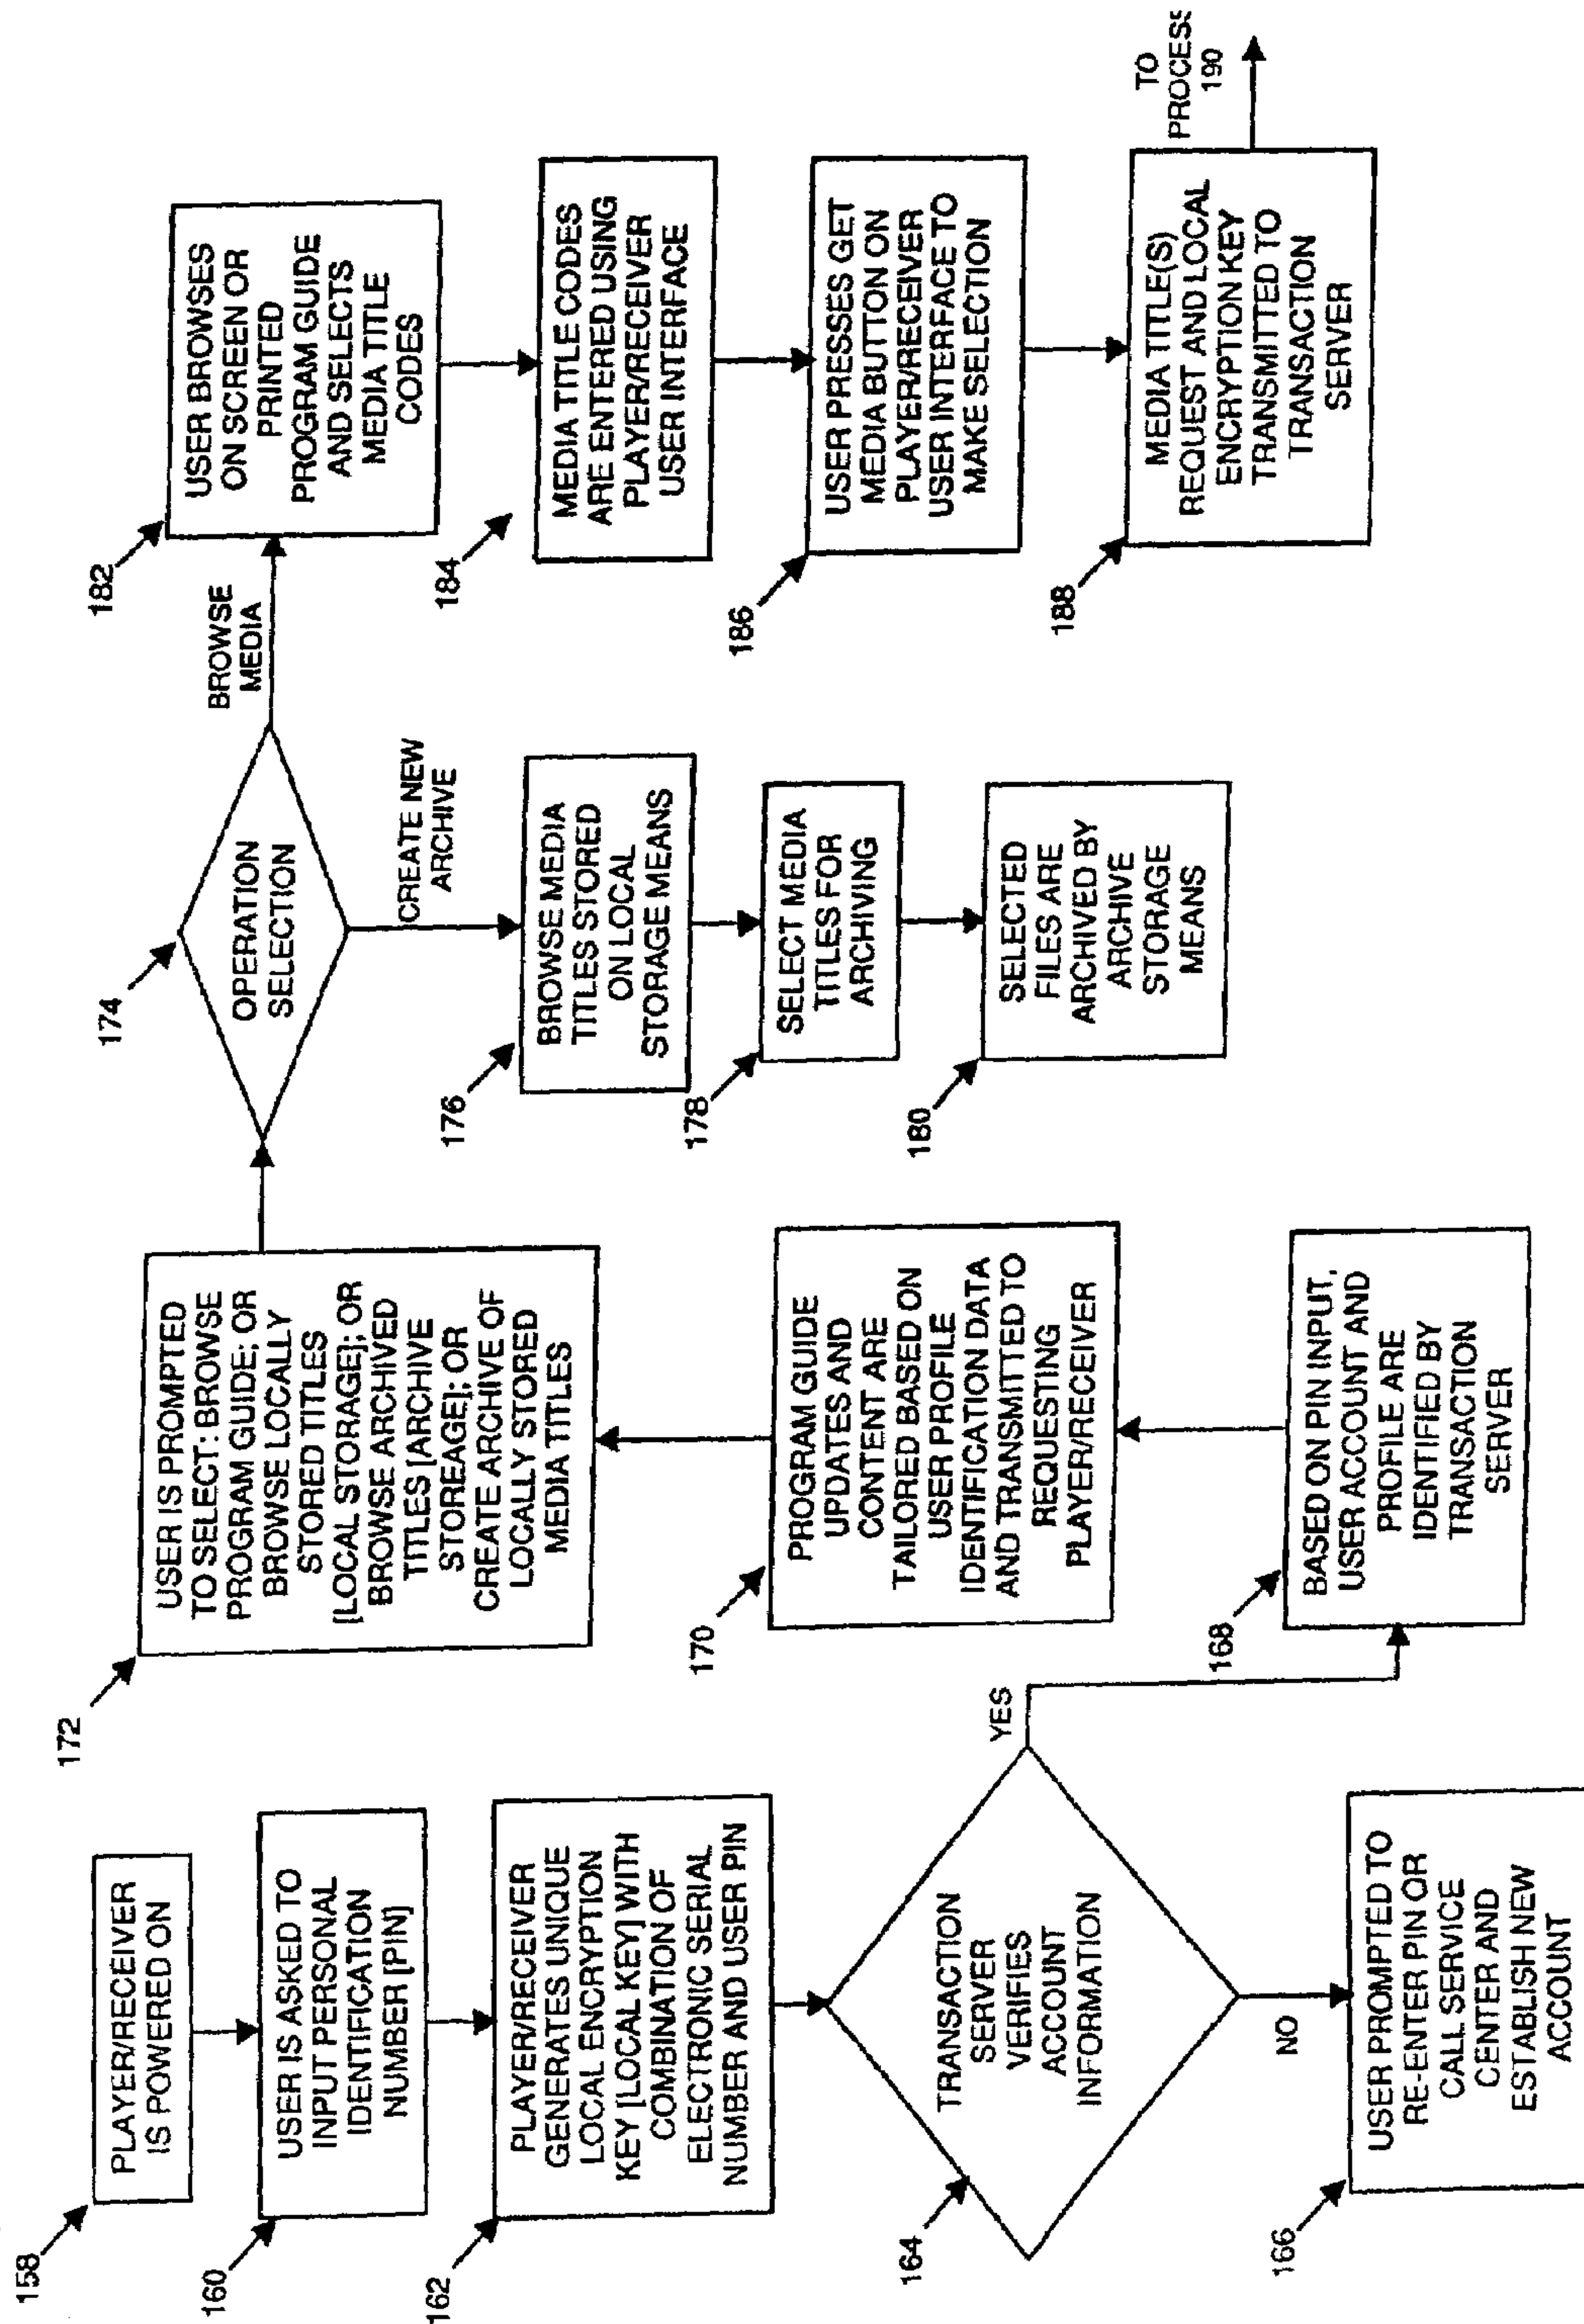 158
PLAYER/RECEIVER
IS POWERED ON
160
USER IS ASKED TO
INPUT PERSONAL
IDENTIFICATION
NUMBER [PIN]
162
PLAYER/RECEIVER
GENERATES UNIQUE
LOCAL ENCRYPTION
KEY [LOCAL KEY] WITH
COMBINATION OF
ELECTRONIC SERIAL
NUMBER AND USER PIN
164
TRANSACTION
SERVER
VERIFIES
ACCOUNT
INFORMATION
YES
NO
166
USER PROMPTED TO
RE-ENTER PIN OR
CALL SERVICE
CENTER AND
ESTABLISH NEW
ACCOUNT
168
BASED ON PIN INPUT,
USER ACCOUNT AND
PROFILE ARE
IDENTIFIED BY
TRANSACTION
SERVER
170
PROGRAM GUIDE
UPDATES AND
CONTENT ARE
TAILORED BASED ON
USER PROFILE
IDENTIFICATION DATA
AND TRANSMITTED TO
REQUESTING
PLAYER/RECEIVER
172
USER IS PROMPTED
TO SELECT: BROWSE
PROGRAM GUIDE; OR
BROWSE LOCALLY
STORED TITLES
[LOCAL STORAGE]; OR
BROWSE ARCHIVED
TITLES [ARCHIVE
STOREAGE]; OR
CREATE ARCHIVE OF
LOCALLY STORED
MEDIA TITLES
174
OPERATION
SELECTION
CREATE NEW
ARCHIVE
BROWSE
MEDIA
176
BROWSE MEDIA
TITLES STORED
ON LOCAL
STORAGE MEANS
178
SELECT MEDIA
TITLES FOR
ARCHIVING
180
SELECTED
FILES ARE
ARCHIVED BY
ARCHIVE
STORAGE
MEANS
182
USER BROWSES
ON SCREEN OR
PRINTED
PROGRAM GUIDE
AND SELECTS
MEDIA TITLE
CODES
184
MEDIA TITLE CODES
ARE ENTERED USING
PLAYER/RECEIVER
USER INTERFACE
186
USER PRESSES GET
MEDIA BUTTON ON
PLAYER/RECEIVER
USER INTERFACE TO
MAKE SELECTION
188
MEDIA TITLE(S)
REQUEST AND LOCAL
ENCRYPTION KEY
TRANSMITTED TO
TRANSACTION
SERVER
TO
PROCESS
190